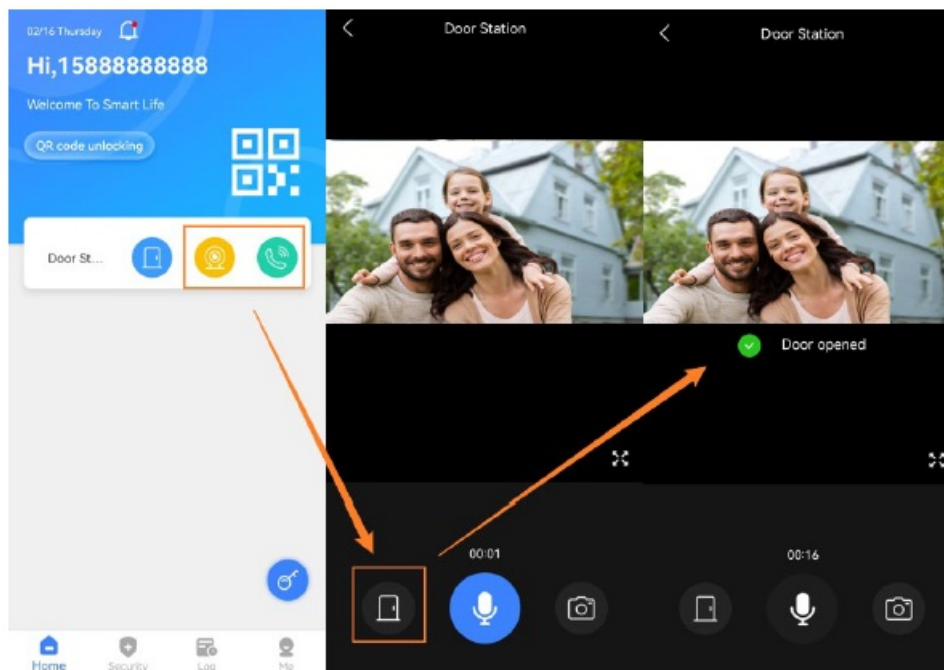 02/16 Thursday
Hi,15888888888
Welcome To Smart Life
QR code unlocking
Door St...
Home
Security
Log
Me
Door Station
00:01
Door Station
Door opened
00:16